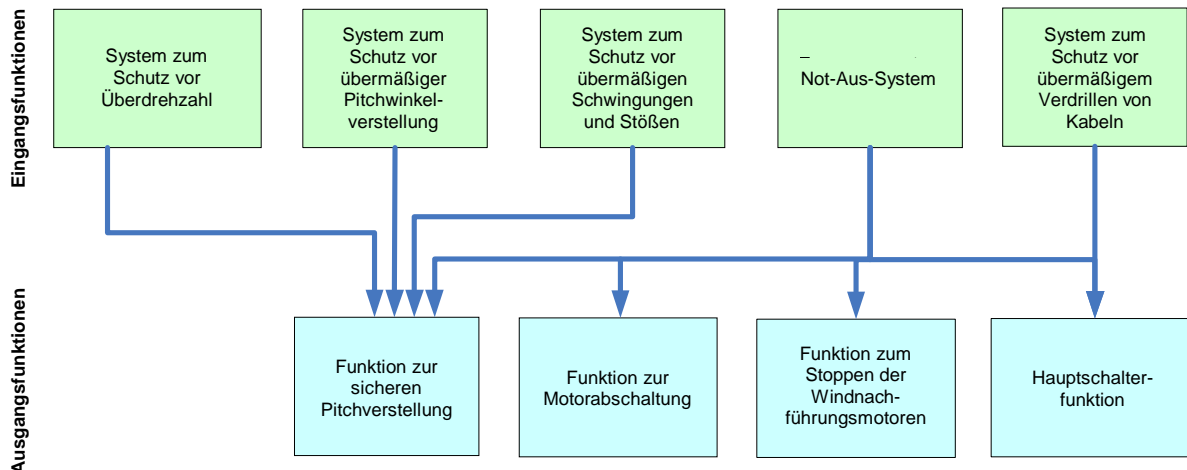 Eingangsfunktionen
System zum
Schutz vor
Überdrehzahl
System zum
Schutz vor
übermäßiger
Pitchwinkel-
verstellung
System zum
Schutz vor
übermäßigen
Schwingungen
und Stößen
Not-Aus-System
System zum
Schutz vor
übermäßigem
Verdrillen von
Kabeln
Ausgangsfunktionen
Funktion zur
sicheren
Pitchverstellung
Funktion zur
Motorabschaltung
Funktion zum
Stoppen der
Windnach-
führungsmotoren
Hauptschalter-
funktion